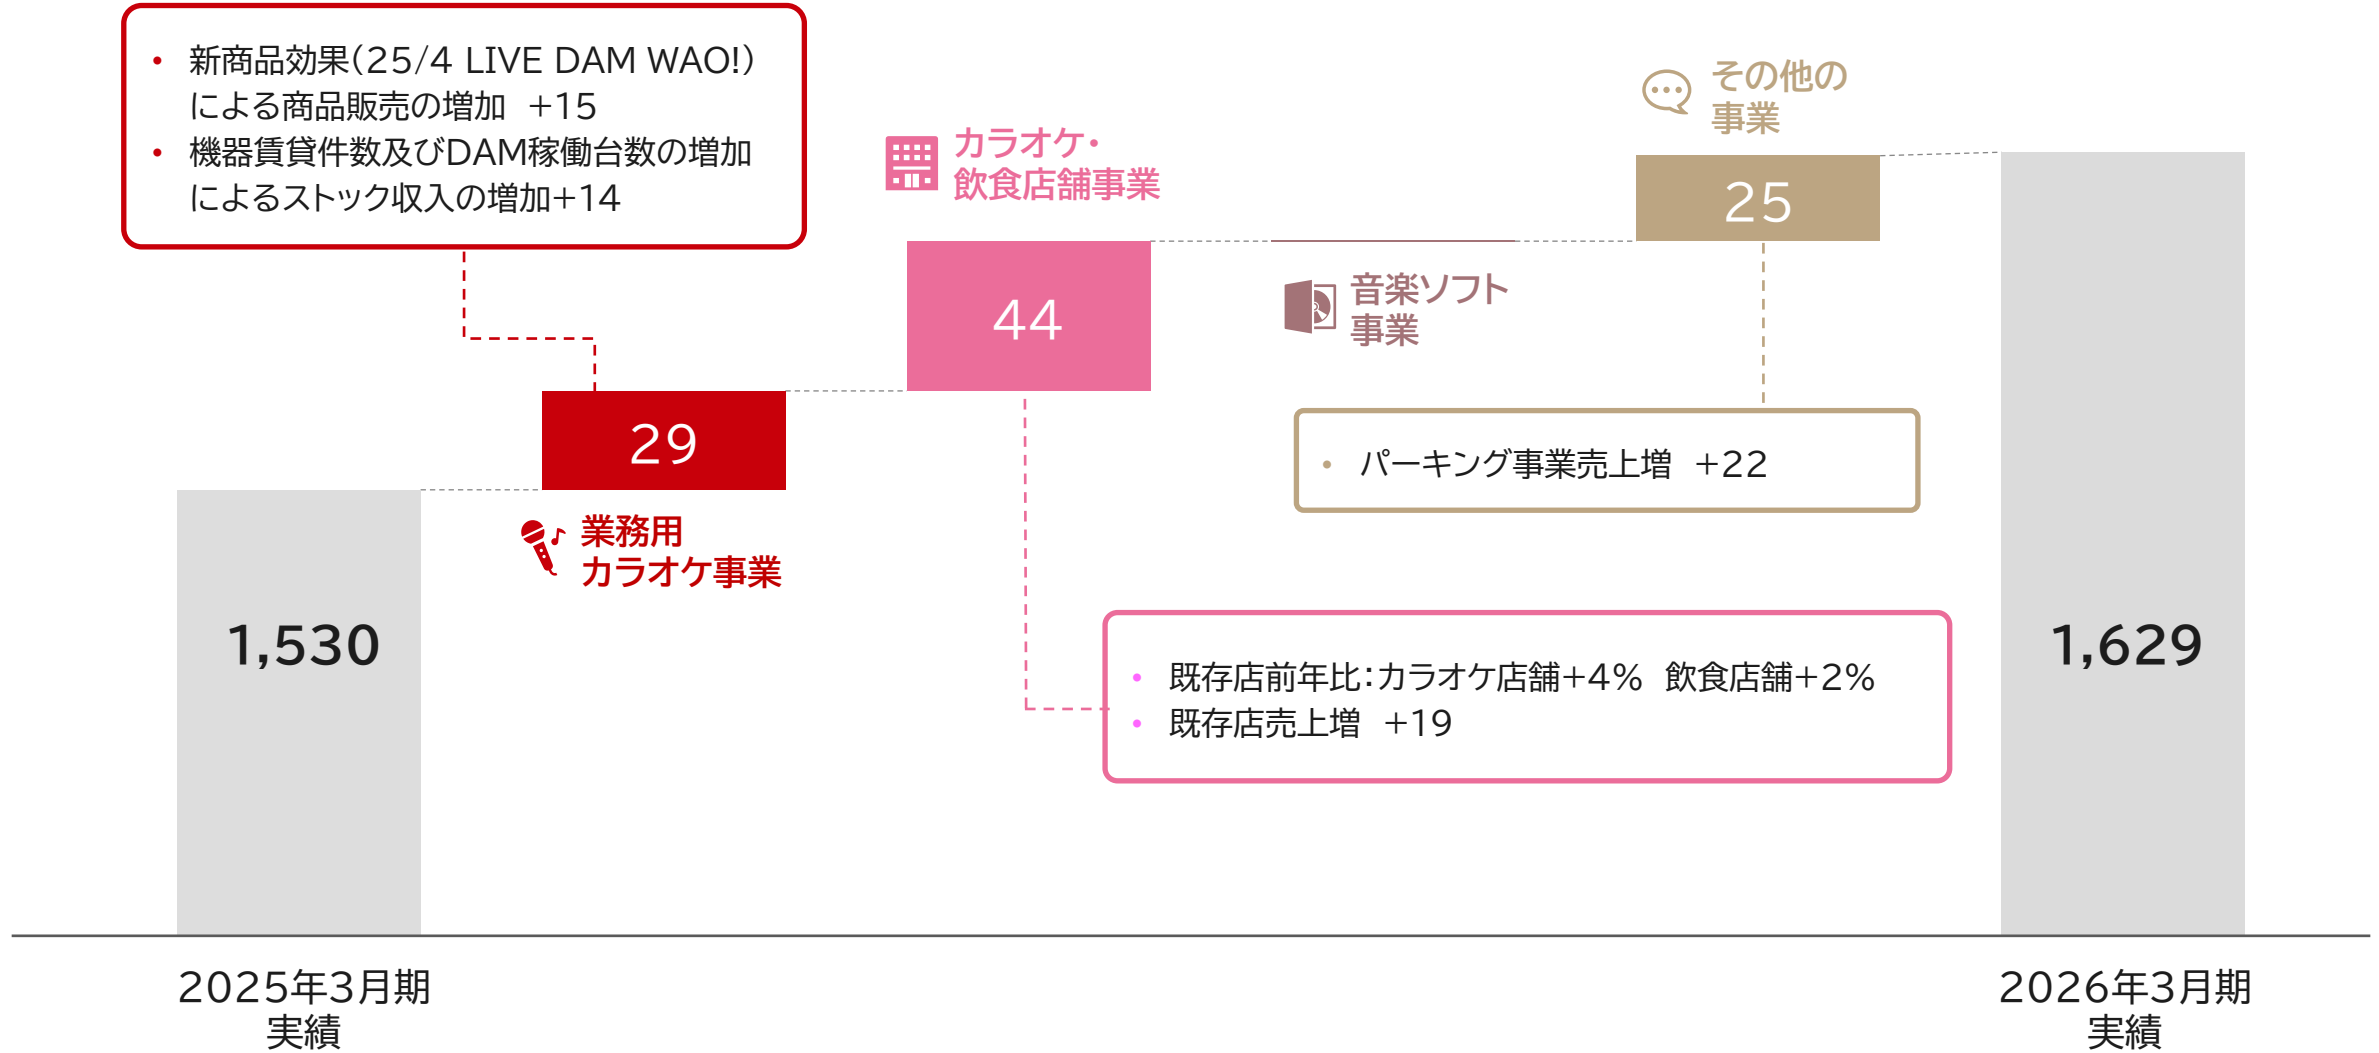 • 新商品効果（25/4 LIVE DAM WAO!）
による商品販売の増加　+15
• 機器賃貸件数及びDAM稼働台数の増加
によるストック収入の増加+14
カラオケ・
飲食店舗事業
その他の
事業
25
44
音楽ソフト
事業
29
• パーキング事業売上増　+22
業務用
カラオケ事業
1,530
1,629
• 既存店前年比：カラオケ店舗+4%　飲食店舗+2%
• 既存店売上増　+19
2025年3月期
実績
2026年3月期
実績